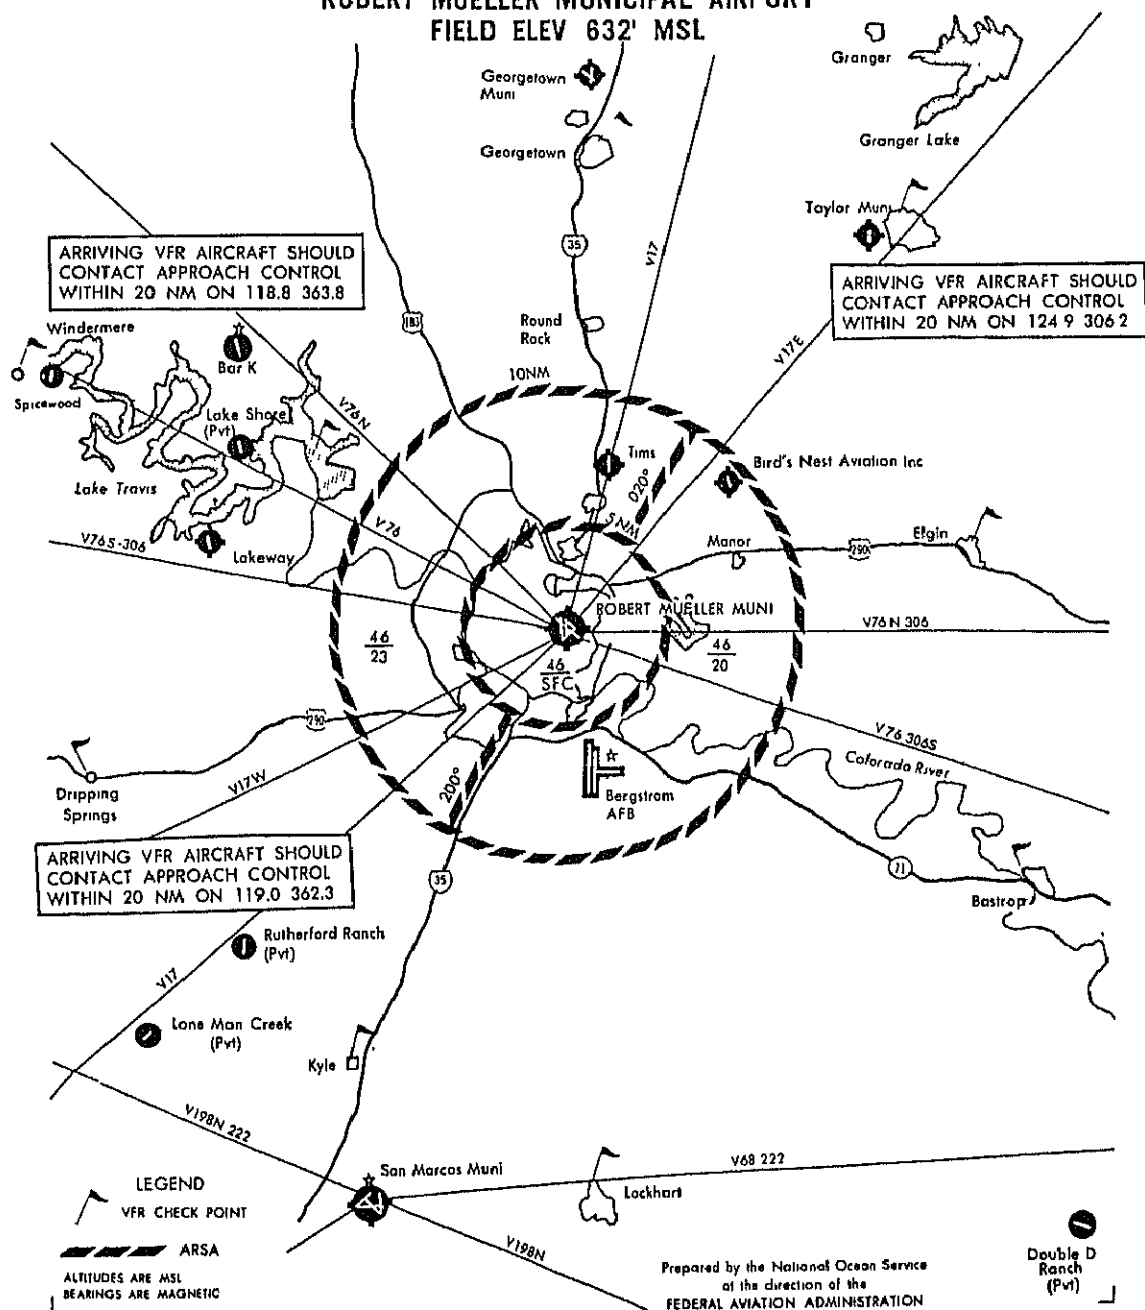 ROBERT MUELLER MUNICIPAL AIRPORT
FIELD ELEV 632' MSL
Georgetown
Muni
Granger
Granger Lake
Georgetown
Taylor Muni
35
V17
ARRIVING VFR AIRCRAFT SHOULD
CONTACT APPROACH CONTROL
WITHIN 20 NM ON 118.8 363.8
ARRIVING VFR AIRCRAFT SHOULD
CONTACT APPROACH CONTROL
WITHIN 20 NM ON 124 9 306 2
183
Round
Rock
V17E
Windermere
Bar K
Spicewood
10NM
V76N
Lake Shore
(Pvt)
Tims
Bird's Nest Aviation Inc
020°
Lake Travis
V76
5 NM
V76S-306
Lakeway
Manor
290
Elgin
ROBERT MUELLER MUNI
V76N 306
46
23
46
SFC
46
20
290
V76 306S
Colorado River
Dripping
Springs
V17W
200°
Bergstrom
AFB
ARRIVING VFR AIRCRAFT SHOULD
CONTACT APPROACH CONTROL
WITHIN 20 NM ON 119.0 362.3
35
71
Bastrop
Rutherford Ranch
(Pvt)
V17
Lone Man Creek
(Pvt)
Kyle
V198N 222
San Marcos Muni
V68 222
Lockhart
V198N
LEGEND
VFR CHECK POINT
ARSA
ALTITUDES ARE MSL
BEARINGS ARE MAGNETIC
Prepared by the National Ocean Service
at the direction of the
FEDERAL AVIATION ADMINISTRATION
Double D
Ranch
(Pvt)